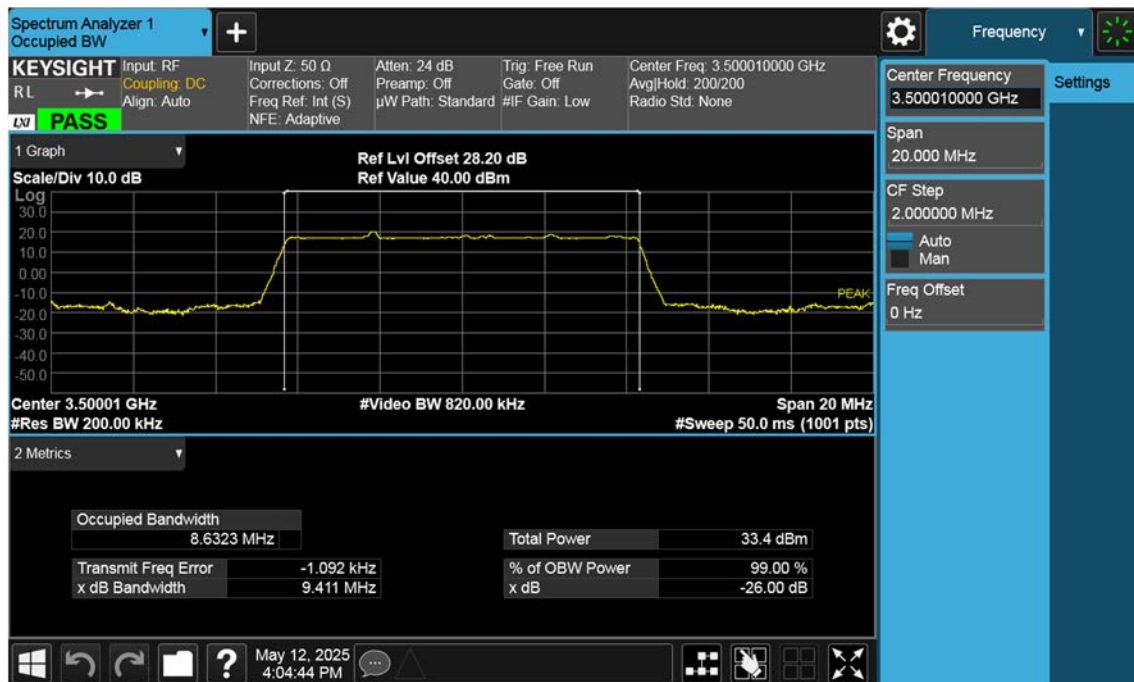 Spectrum Analyzer 1
Occupied BW
+
Frequency
KEYSIGHT
RL
LXI PASS
Input: RF
Coupling: DC
Align: Auto
Input Z: 50 Ω
Corrections: Off
Freq Ref: Int (S)
NFE: Adaptive
Atten: 24 dB
Preamp: Off
µW Path: Standard
Trig: Free Run
Gate: Off
#IF Gain: Low
Center Freq: 3.500010000 GHz
Avg|Hold: 200/200
Radio Std: None
Center Frequency
3.500010000 GHz
Settings
Span
20.000 MHz
CF Step
2.000000 MHz
Auto
Man
Freq Offset
0 Hz
1 Graph
Scale/Div 10.0 dB
Ref Lvl Offset 28.20 dB
Ref Value 40.00 dBm
Log
30.0
20.0
10.0
0.00
-10.0
PEAK
-20.0
-30.0
-40.0
-50.0
Center 3.50001 GHz
#Video BW 820.00 kHz
Span 20 MHz
#Res BW 200.00 kHz
#Sweep 50.0 ms (1001 pts)
2 Metrics
Occupied Bandwidth
8.6323 MHz
Total Power 33.4 dBm
Transmit Freq Error -1.092 kHz
% of OBW Power 99.00 %
x dB Bandwidth 9.411 MHz
x dB -26.00 dB
?
May 12, 2025
4:04:44 PM